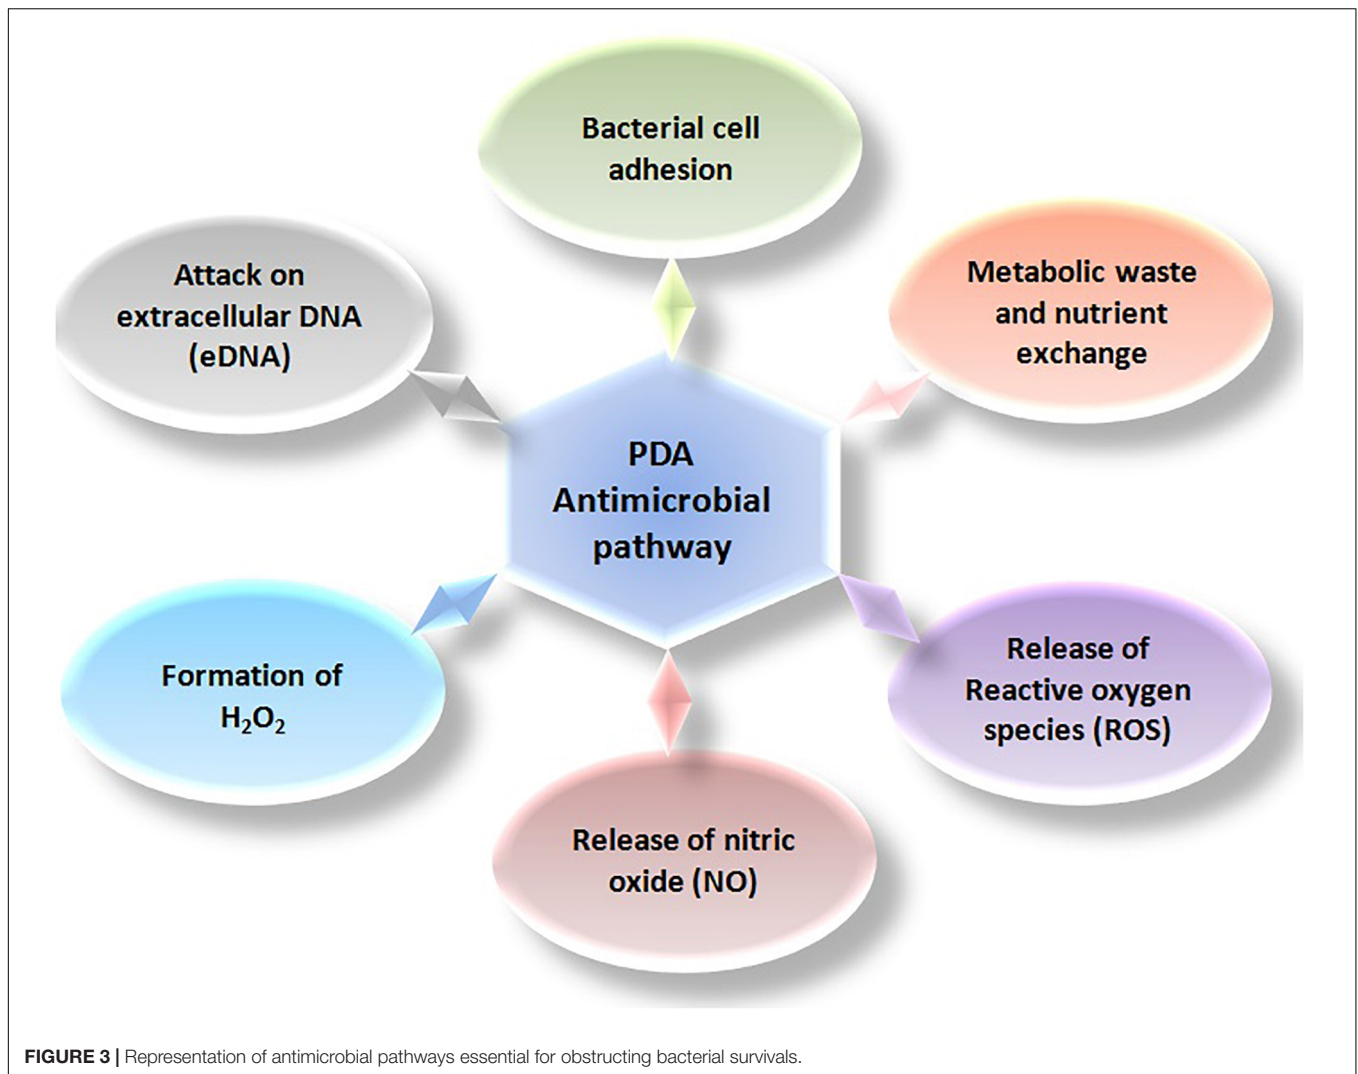 Bacterial cell
adhesion
Metabolic waste
and nutrient
exchange
Attack on
extracellular DNA
(eDNA)
PDA
Antimicrobial
pathway
Release of
Reactive oxygen
species (ROS)
Formation of
H₂O₂
Release of nitric
oxide (NO)
FIGURE 3 | Representation of antimicrobial pathways essential for obstructing bacterial survivals.